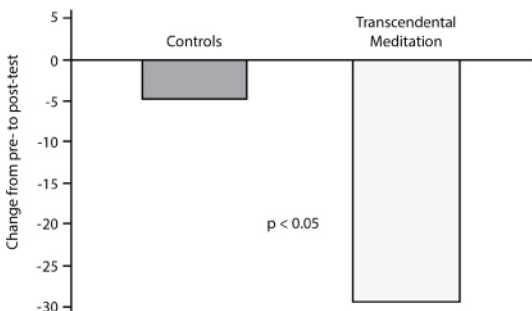 Transcendental
Meditation
Controls
Change from pre- to post-test
5
0
-5
-10
-15
-20
-25
-30
p < 0.05